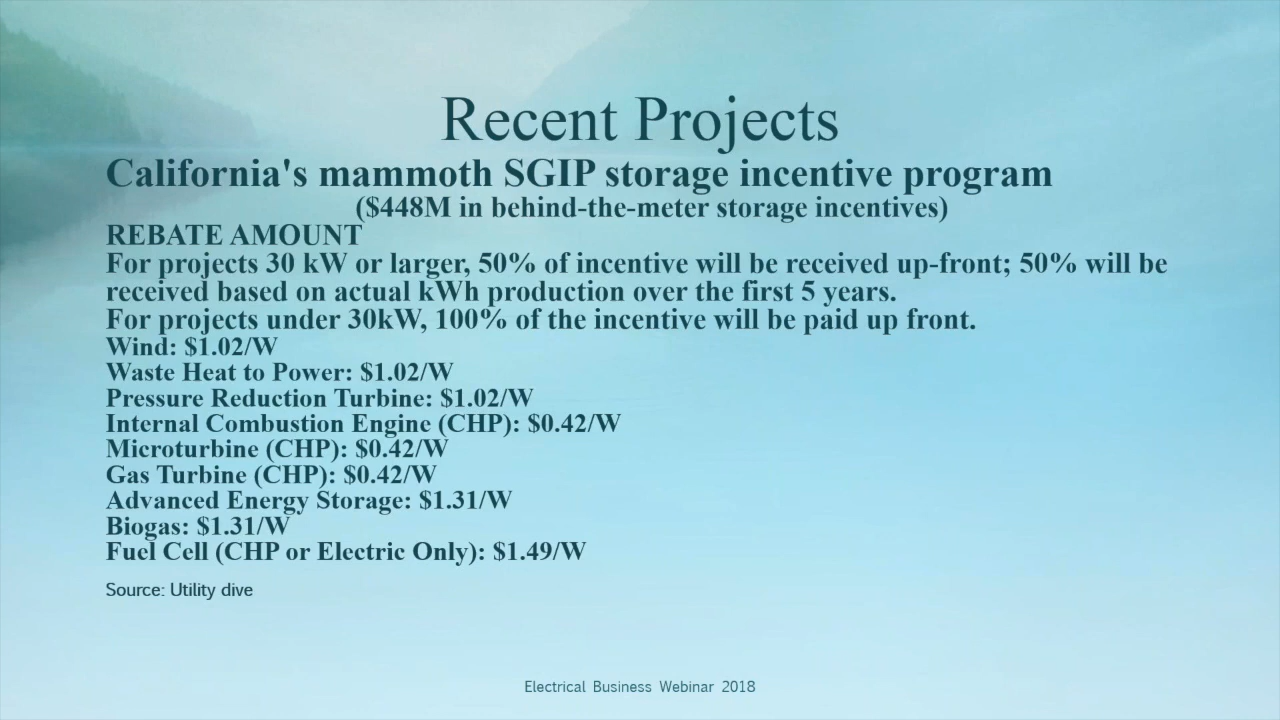 Recent Projects
California's mammoth SGIP storage incentive program
($448M in behind-the-meter storage incentives)
REBATE AMOUNT
For projects 30 kW or larger, 50% of incentive will be received up-front; 50% will be
received based on actual kWh production over the first 5 years.
For projects under 30kW, 100% of the incentive will be paid up front.
Wind: $1.02/W
Waste Heat to Power: $1.02/W
Pressure Reduction Turbine: $1.02/W
Internal Combustion Engine (CHP): $0.42/W
Microturbine (CHP): $0.42/W
Gas Turbine (CHP): $0.42/W
Advanced Energy Storage: $1.31/W
Biogas: $1.31/W
Fuel Cell (CHP or Electric Only): $1.49/W
Source: Utility dive
Electrical Business Webinar 2018